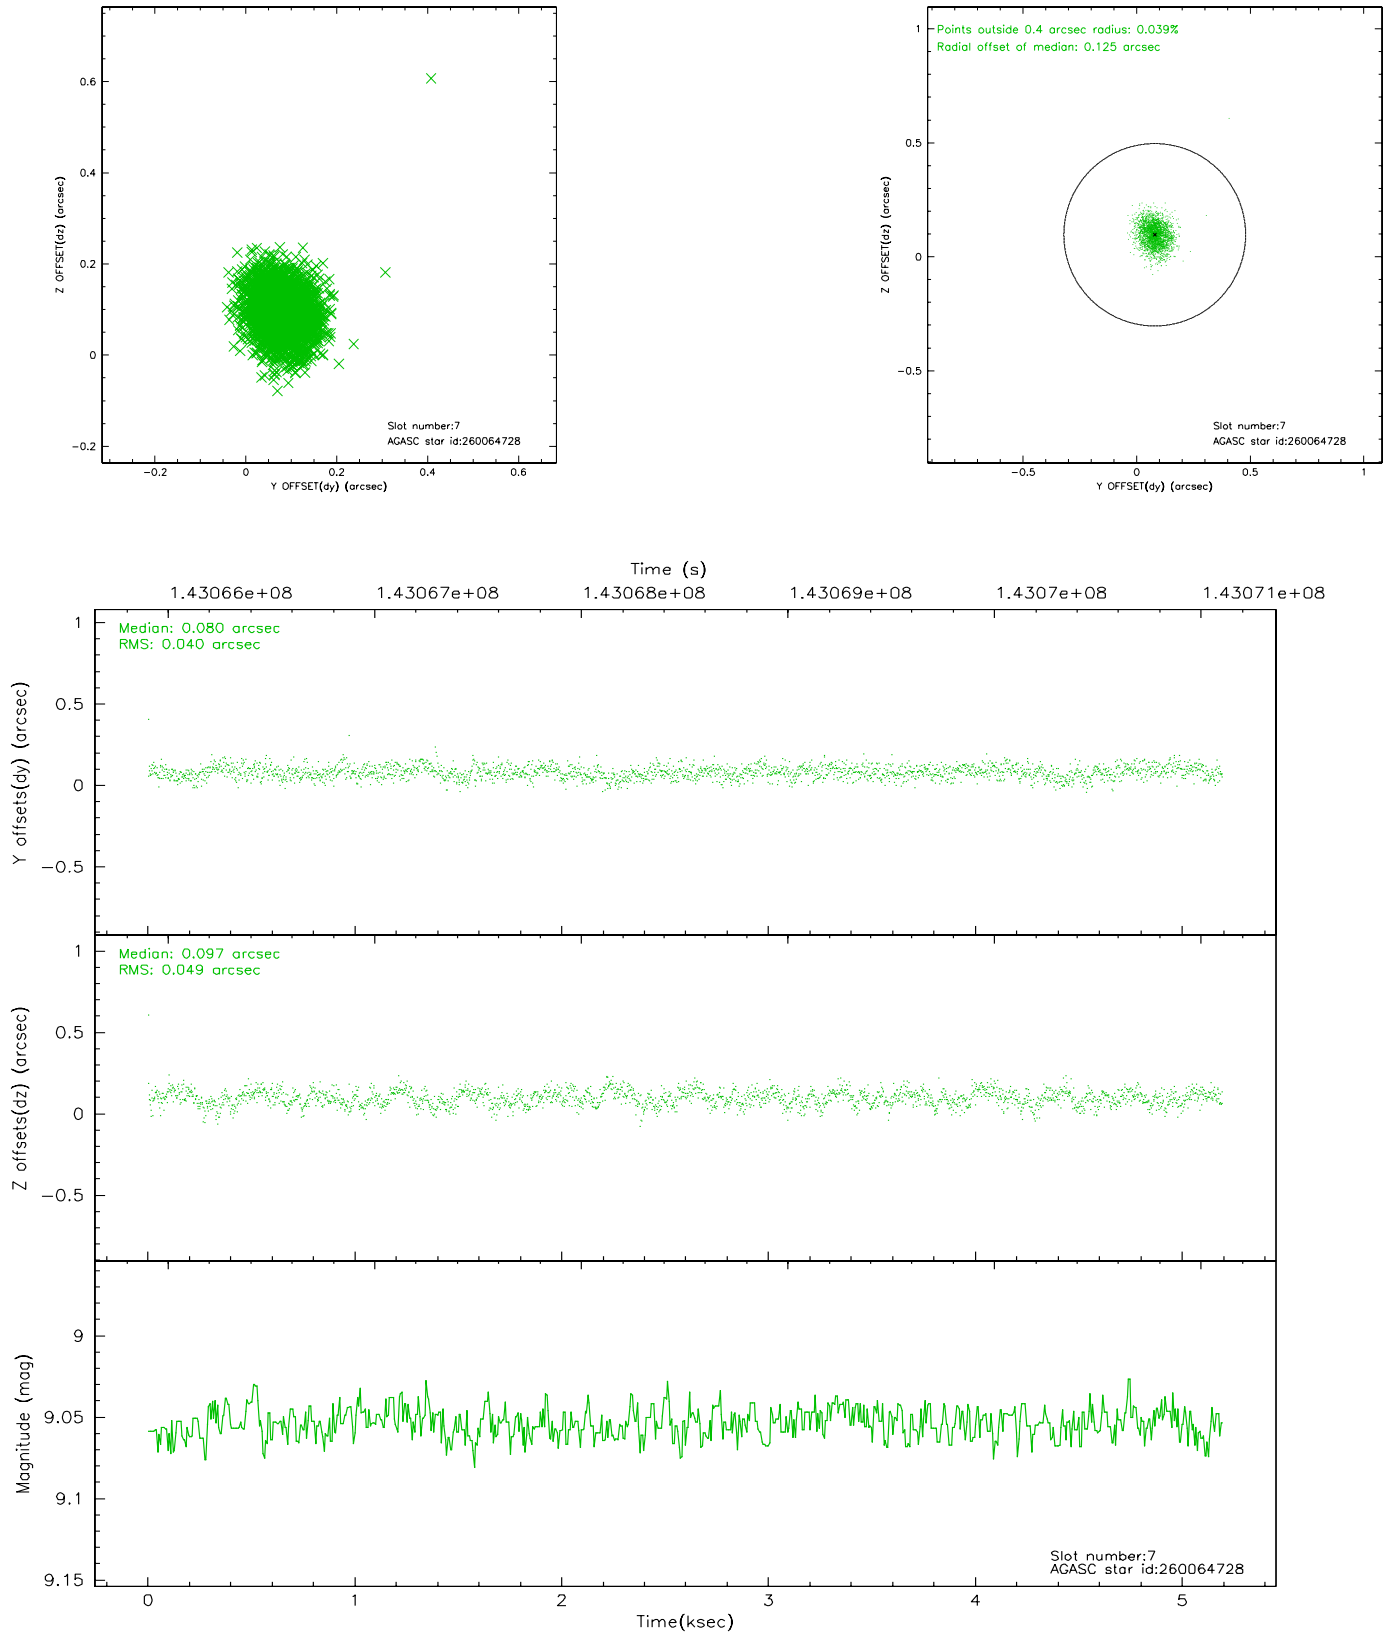 0.6
0.4
0.2
0
−0.2
Z OFFSET(dz) (arcsec)
Slot number:7
AGASC star id:260064728
−0.2 0 0.2 0.4 0.6
Y OFFSET(dy) (arcsec)
Points outside 0.4 arcsec radius: 0.039%
Radial offset of median: 0.125 arcsec
1
0.5
0
−0.5
Z OFFSET(dz) (arcsec)
Slot number:7
AGASC star id:260064728
−0.5 0 0.5 1
Y OFFSET(dy) (arcsec)
Time (s)
1.43066e+08 1.43067e+08 1.43068e+08 1.43069e+08 1.4307e+08 1.43071e+08
Median: 0.080 arcsec
RMS: 0.040 arcsec
1
0.5
0
−0.5
Y offsets(dy) (arcsec)
Median: 0.097 arcsec
RMS: 0.049 arcsec
1
0.5
0
−0.5
Z offsets(dz) (arcsec)
9
9.05
9.1
9.15
Magnitude (mag)
Slot number:7
AGASC star id:260064728
0 1 2 3 4 5
Time(ksec)